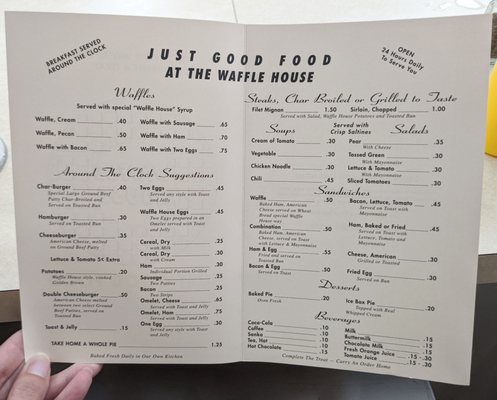 BREAKFAST SERVED
AROUND THE CLOCK
JUST GOOD FOOD
AT THE WAFFLE HOUSE
OPEN
24 Hours Daily
To Serve You
Waffles
Served with special "Waffle House" Syrup
Waffle, Cream .40
Waffle, Pecan .50
Waffle with Bacon .65
Waffle with Sausage .65
Waffle with Ham .70
Waffle with Two Eggs .75
Around The Clock Suggestions
Char-Burger .40
Special Large Ground Beef
Patty Char-Broiled and
Served on Toasted Bun
Hamburger .30
Served on Toasted Bun
Cheeseburger .35
American Cheese, melted
on Ground Beef Patty
Lettuce & Tomato 5¢ Extra
Potatoes .20
Waffle House style, cooked
Golden Brown
Double Cheeseburger .50
American Cheese melted
between two select Ground
Beef Patties, served on
Toasted Bun
Toast & Jelly .15
Two Eggs .45
Served any style with Toast
and Jelly
Waffle House Eggs .45
Two Eggs prepared in an
Omelet served with Toast
and Jelly
Cereal, Dry .25
with Milk
Cereal, Dry .30
with Cream
Ham .30
Individual Portion Grilled
Sausage .25
Two Patties
Bacon .25
Two Strips
Omelet, Cheese .65
Served with Toast and Jelly
Omelet, Ham .75
Served with Toast and Jelly
One Egg .30
Served any style with Toast
and Jelly
TAKE HOME A WHOLE PIE 1.25
Baked Fresh Daily in Our Own Kitchen.
Steaks, Char Broiled or Grilled to Taste
Filet Mignon 1.50
Sirloin, Chopped 1.00
Served with Salad, Waffle House Potatoes and Toasted Bun
Soups
Served with
Crisp Saltines
Salads
Cream of Tomato .30
Vegetable .30
Chicken Noodle .30
Chili .45
Pear .35
With Cheese
Tossed Green .30
With Mayonnaise
Lettuce & Tomato .30
With Mayonnaise
Sliced Tomatoes .30
Sandwiches
Waffle .50
Baked Ham, American
Cheese served on Wheat
Bread special Waffle
House way
Combination .50
Baked Ham, American
Cheese, served on Toast
with Lettuce & Mayonnaise
Ham & Egg .55
Fried and served on
Toasted Bun
Bacon & Egg .50
Served on Toast
Bacon, Lettuce, Tomato .45
Served on Toast with
Mayonnaise
Ham, Baked or Fried .45
Served on Toast with
Lettuce, Tomato and
Mayonnaise
Cheese, American .30
Grilled or Toasted
Fried Egg .30
Served on Bun
Desserts
Baked Pie .20
Oven Fresh
Ice Box Pie .20
Topped with Real
Whipped Cream
Beverages
Coca-Cola .10
Coffee .10
Sanka .10
Tea, Hot .10
Hot Chocolate .15
Milk .15
Buttermilk .15
Chocolate Milk .15
Fresh Orange Juice .15 - .30
Tomato Juice .15 - .30
Complete The Treat — Carry An Order Home